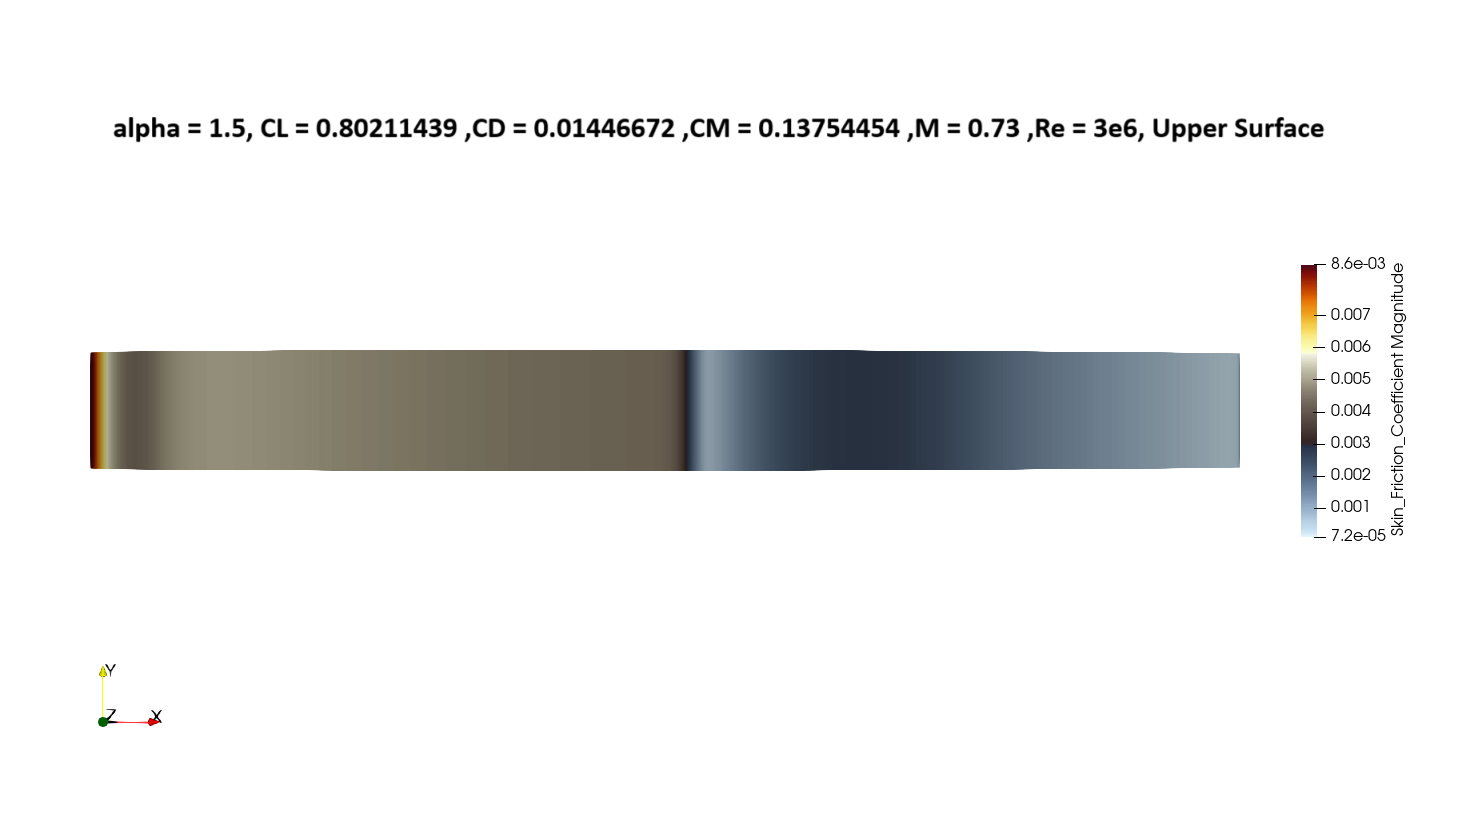 alpha = 1.5, CL = 0.80211439 ,CD = 0.01446672 ,CM = 0.13754454 ,M = 0.73 ,Re = 3e6, Upper Surface
8.6e-03
0.007
0.006
0.005
0.004
0.003
0.002
0.001
7.2e-05
Skin_Friction_Coefficient Magnitude
Y
Z
X